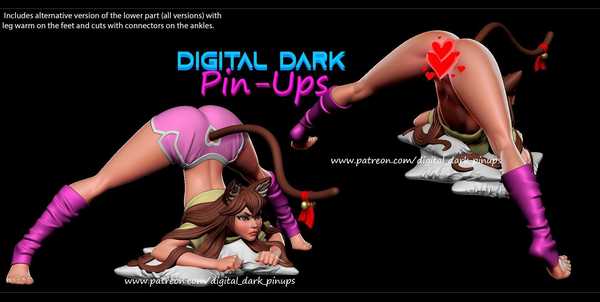 Includes alternative version of the lower part (all versions) with
leg warm on the feet and cuts with connectors on the ankles.
DIGITAL DARK
Pin-Ups
www.patreon.com/digital_dark_pinups
www.patreon.com/digital_dark_pinups